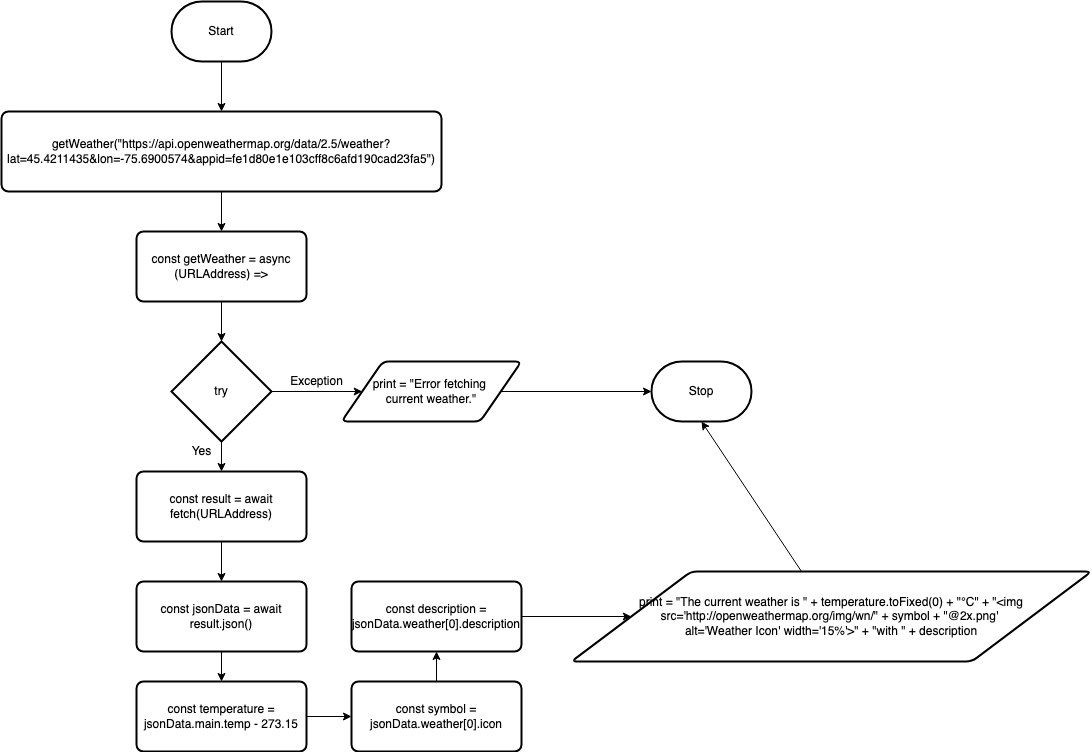 Start
getWeather("https://api.openweathermap.org/data/2.5/weather?
lat=45.4211435&lon=-75.6900574&appid=fe1d80e1e103cff8c6afd190cad23fa5")
const getWeather = async
(URLAddress) =>
try
Exception
print = "Error fetching
current weather."
Stop
Yes
const result = await
fetch(URLAddress)
const jsonData = await
result.json()
const temperature =
jsonData.main.temp - 273.15
const symbol =
jsonData.weather[0].icon
const description =
jsonData.weather[0].description
print = "The current weather is " + temperature.toFixed(0) + "°C" + "<img
src='http://openweathermap.org/img/wn/" + symbol + "@2x.png'
alt='Weather Icon' width='15%'>" + "with " + description